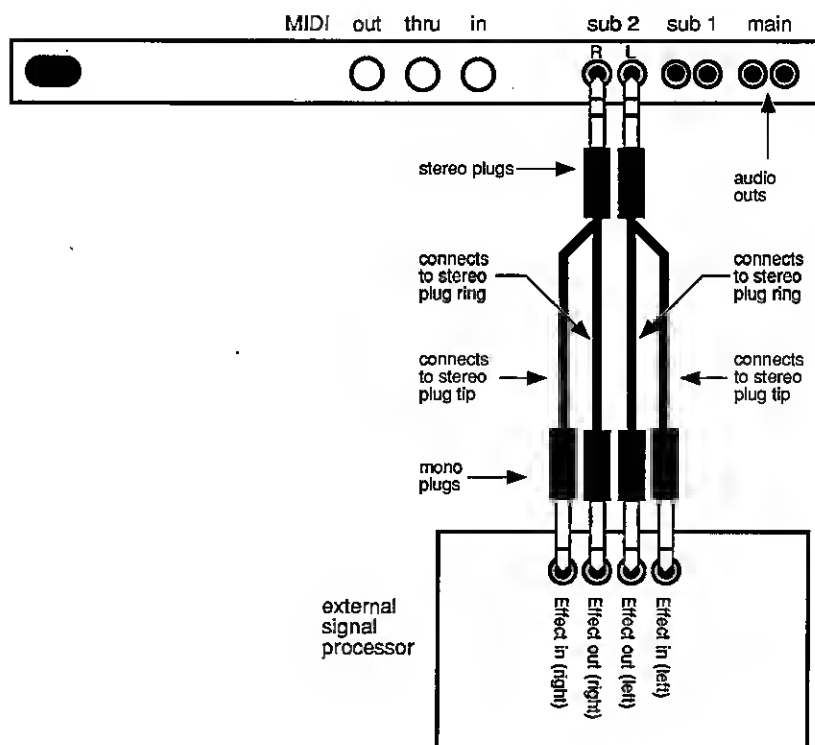 MIDI out thru in sub 2 sub 1 main
R L
stereo plugs
audio
outs
connects
to stereo
plug ring
connects
to stereo
plug ring
connects
to stereo
plug tip
connects
to stereo
plug tip
mono
plugs
external
signal
processor
Effect in (right)
Effect out (right)
Effect out (left)
Effect in (left)